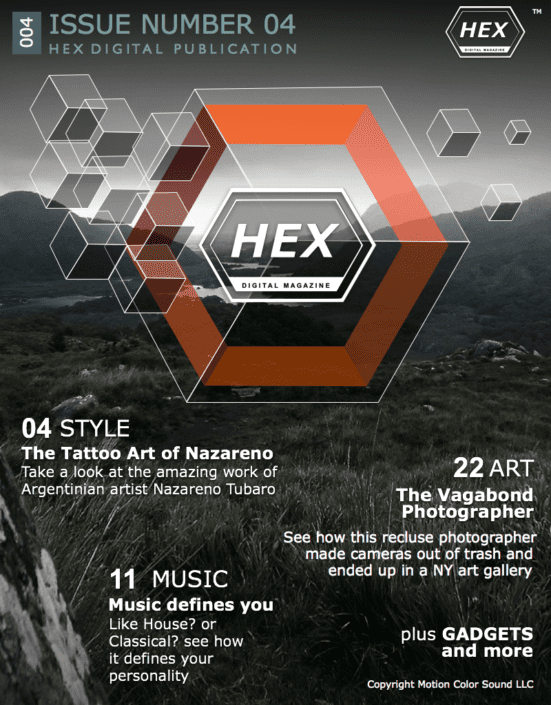 004
ISSUE NUMBER 04
HEX DIGITAL PUBLICATION
HEX
DIGITAL MAGAZINE
TM
HEX
DIGITAL MAGAZINE
04 STYLE
The Tattoo Art of Nazareno
Take a look at the amazing work of
Argentinian artist Nazareno Tubaro
22 ART
The Vagabond
Photographer
See how this recluse photographer
made cameras out of trash and
ended up in a NY art gallery
11 MUSIC
Music defines you
Like House? or
Classical? see how
it defines your
personality
plus GADGETS
and more
Copyright Motion Color Sound LLC